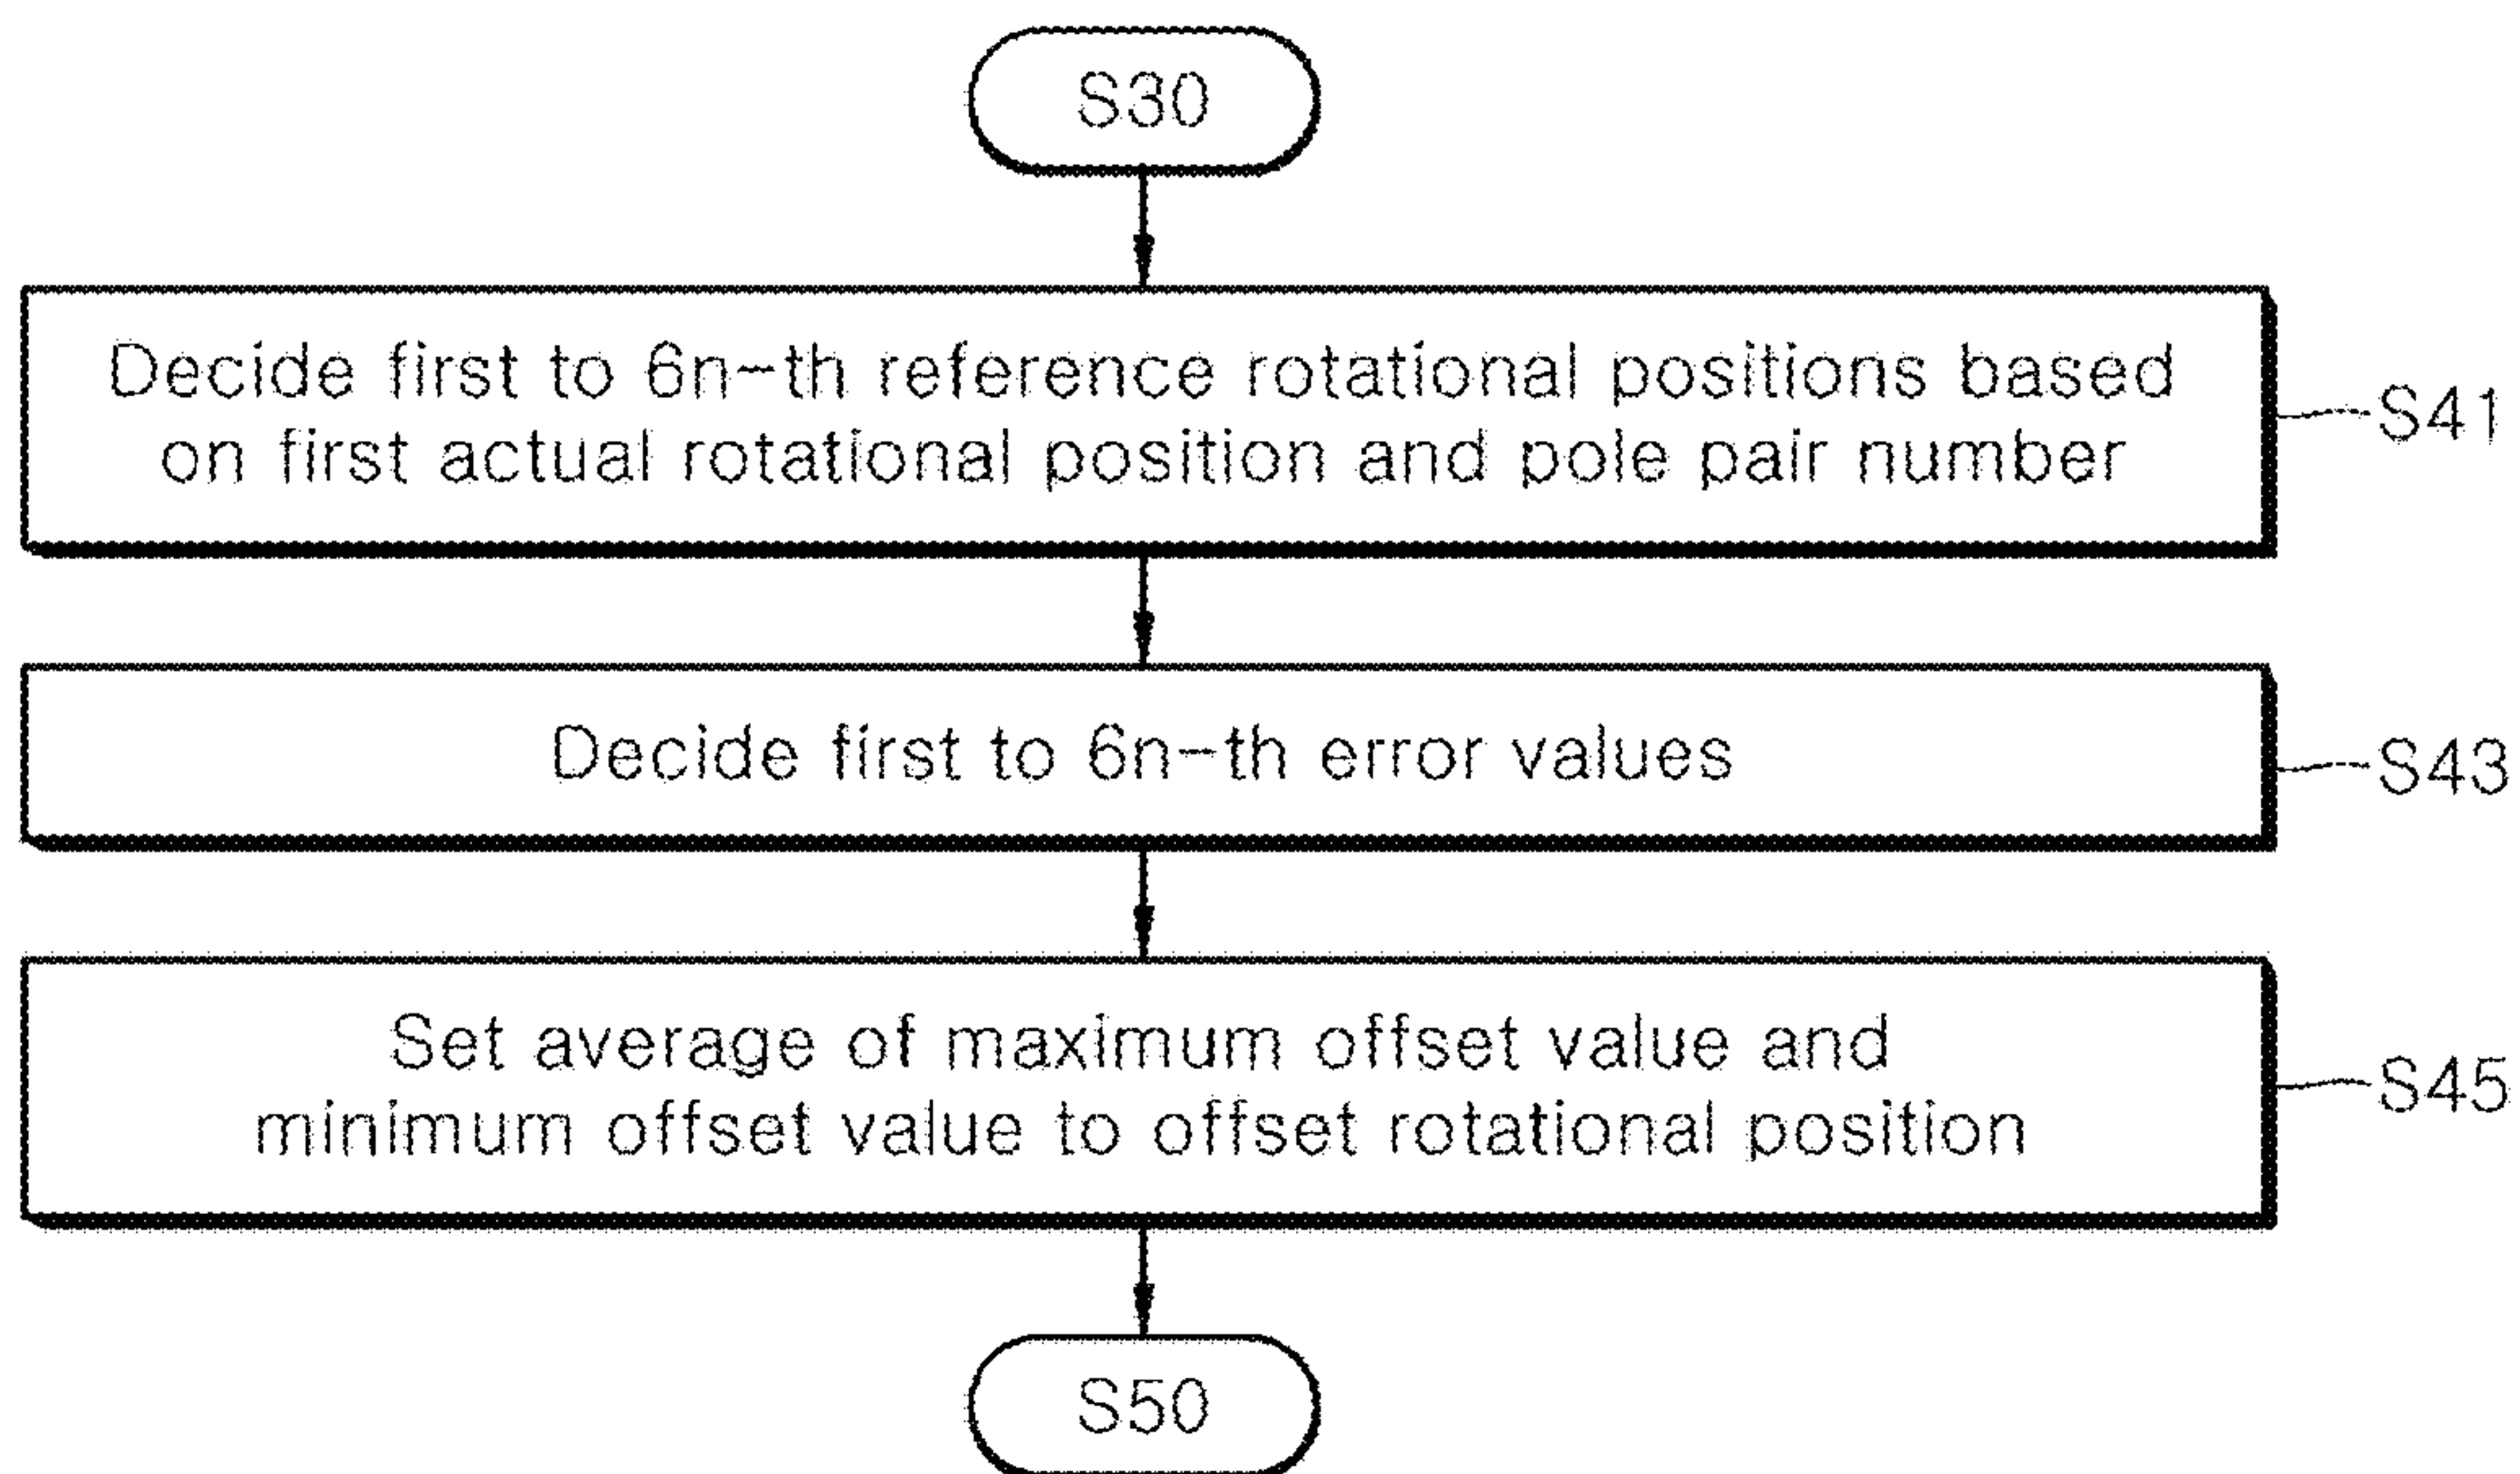 S30
Decide first to 6n-th reference rotational positions based
on first actual rotational position and pole pair number
S41
Decide first to 6n-th error values
S43
Set average of maximum offset value and
minimum offset value to offset rotational position
S45
S50